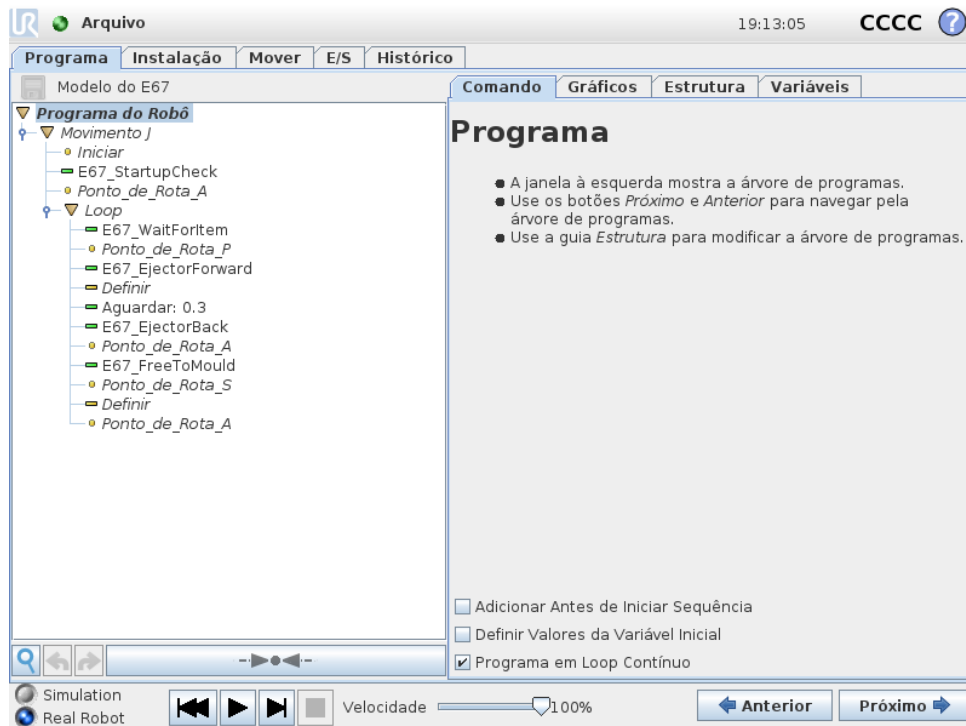 UR Arquivo 19:13:05 CCCC ?
Programa Instalação Mover E/S Histórico
Modelo do E67
Programa do Robô
Movimento J
Iniciar
E67_StartupCheck
Ponto_de_Rota_A
Loop
E67_WaitForItem
Ponto_de_Rota_P
E67_EjectorForward
Definir
Aguardar: 0.3
E67_EjectorBack
Ponto_de_Rota_A
E67_FreeToMould
Ponto_de_Rota_S
Definir
Ponto_de_Rota_A
Comando Gráficos Estrutura Variáveis
Programa
A janela à esquerda mostra a árvore de programas.
Use os botões Próximo e Anterior para navegar pela
árvore de programas.
Use a guia Estrutura para modificar a árvore de programas.
Adicionar Antes de Iniciar Sequência
Definir Valores da Variável Inicial
Programa em Loop Contínuo
Simulation
Real Robot
Velocidade 100%
Anterior Próximo